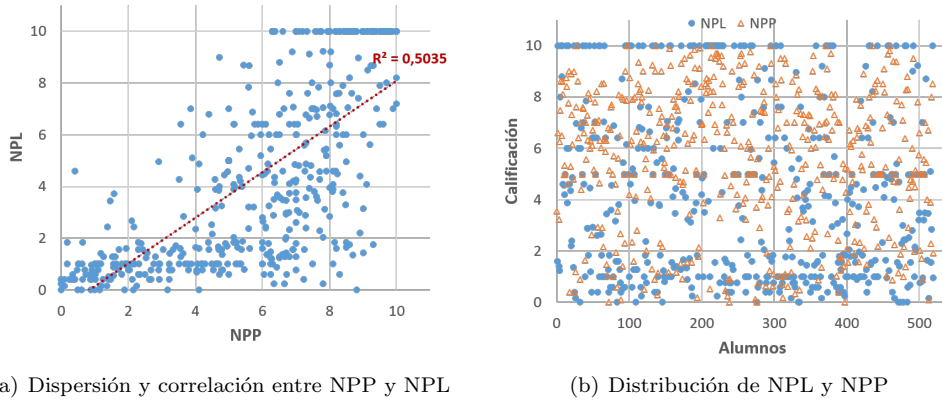 10
8
6
4
2
0
NPL
R² = 0,5035
0 2 4 6 8 10
NPP
a) Dispersión y correlación entre NPP y NPL
NPL NPP
10
8
6
4
2
0
Calificación
0 100 200 300 400 500
Alumnos
(b) Distribución de NPL y NPP